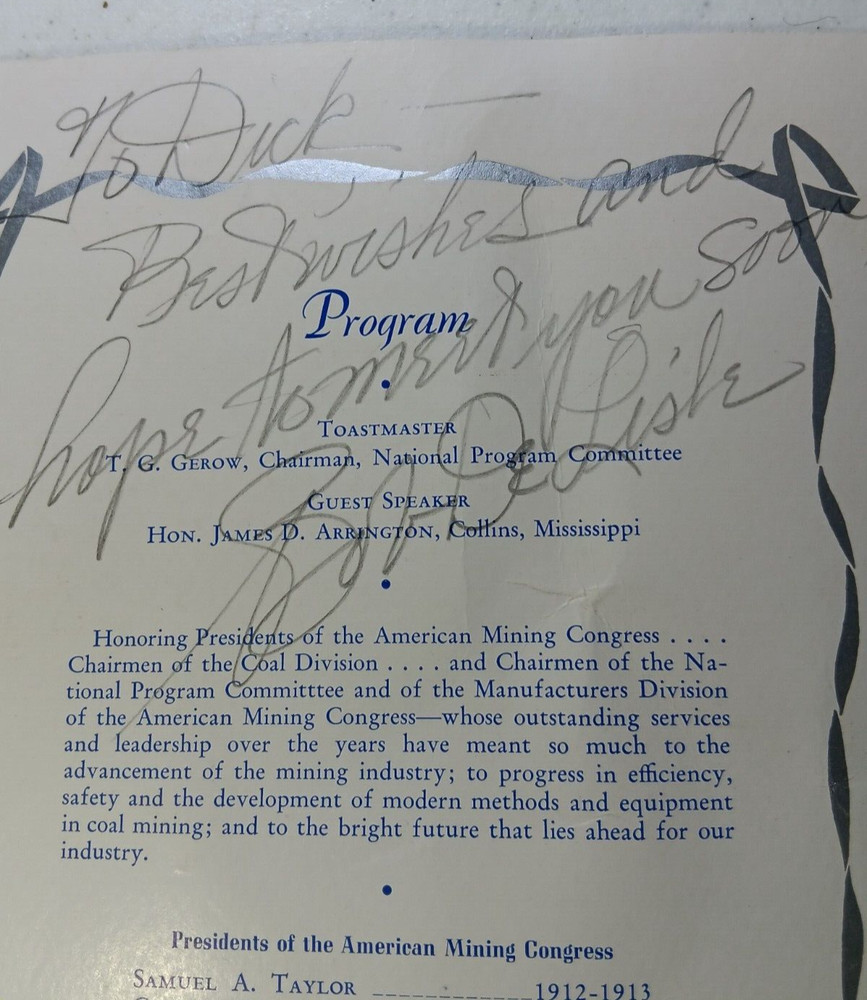 To Dick —
Best wishes and
hope to meet you soon
Bob De Lisle
Program
TOASTMASTER
T. G. GEROW, Chairman, National Program Committee
GUEST SPEAKER
HON. JAMES D. ARRINGTON, Collins, Mississippi
Honoring Presidents of the American Mining Congress . . . .
Chairmen of the Coal Division . . . . and Chairmen of the Na-
tional Program Committtee and of the Manufacturers Division
of the American Mining Congress—whose outstanding services
and leadership over the years have meant so much to the
advancement of the mining industry; to progress in efficiency,
safety and the development of modern methods and equipment
in coal mining; and to the bright future that lies ahead for our
industry.
Presidents of the American Mining Congress
SAMUEL A. TAYLOR ____________1912-1913